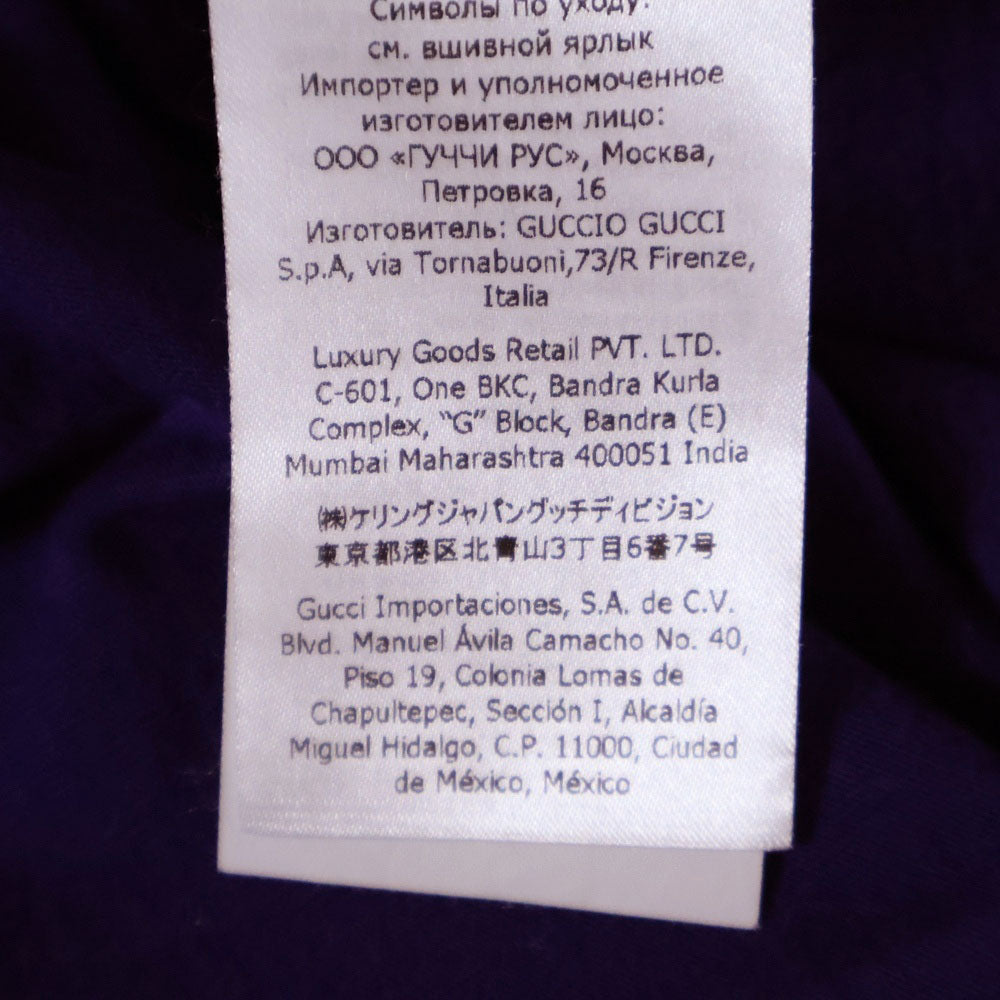 Символы по уходу:
см. вшивной ярлык
Импортер и уполномоченное
изготовителем лицо:
ООО «ГУЧЧИ РУС», Москва,
Петровка, 16
Изготовитель: GUCCIO GUCCI
S.p.A, via Tornabuoni,73/R Firenze,
Italia
Luxury Goods Retail PVT. LTD.
C-601, One BKC, Bandra Kurla
Complex, “G” Block, Bandra (E)
Mumbai Maharashtra 400051 India
㈱ケリングジャパングッチディビジョン
東京都港区北青山3丁目6番7号
Gucci Importaciones, S.A. de C.V.
Blvd. Manuel Ávila Camacho No. 40,
Piso 19, Colonia Lomas de
Chapultepec, Sección I, Alcaldía
Miguel Hidalgo, C.P. 11000, Ciudad
de México, México